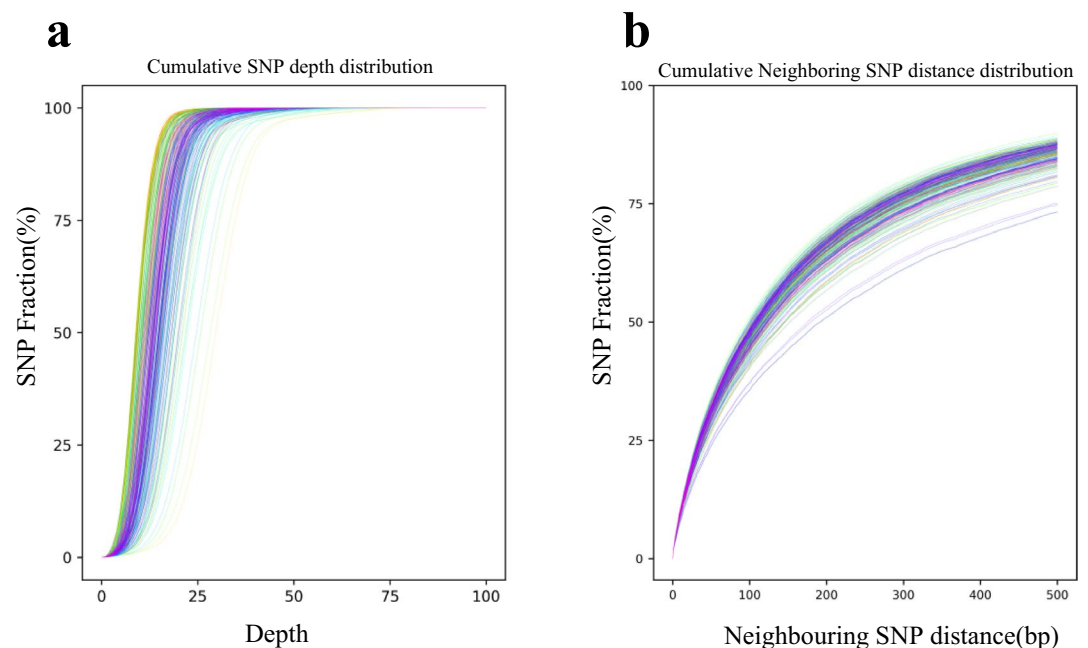 a
Cumulative SNP depth distribution
100
75
50
25
0
SNP Fraction(%)
0 25 50 75 100
Depth
b
Cumulative Neighboring SNP distance distribution
100
75
50
25
0
SNP Fraction(%)
0 100 200 300 400 500
Neighbouring SNP distance(bp)